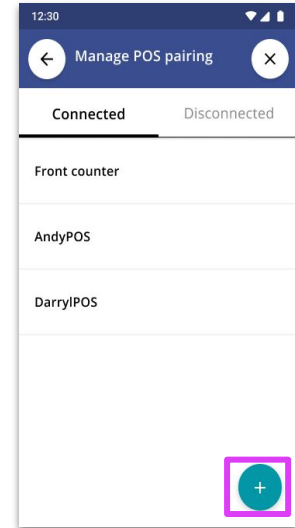 12:30
Manage POS pairing
Connected Disconnected
Front counter
AndyPOS
DarrylPOS